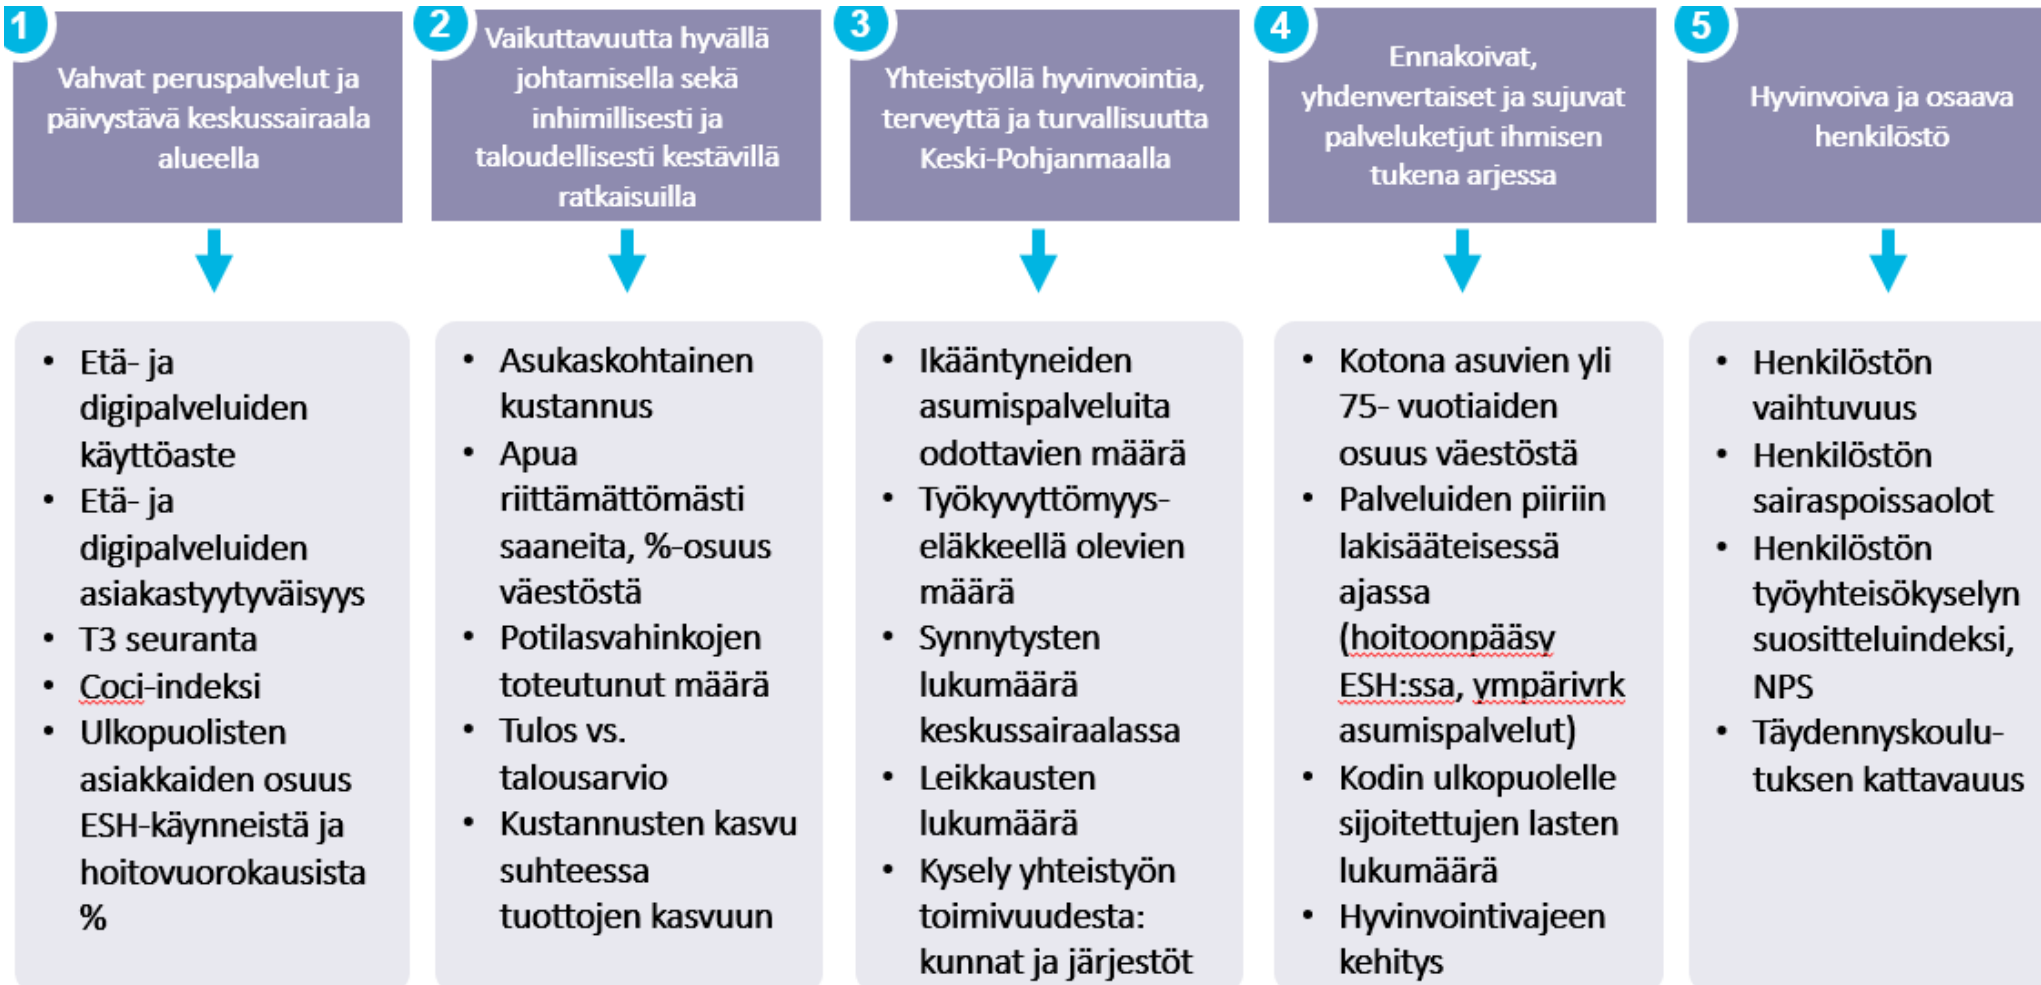 1
Vahvat peruspalvelut ja
päivystävä keskussairaala
alueella
2
Vaikuttavuutta hyvällä
johtamisella sekä
inhimillisesti ja
taloudellisesti kestävillä
ratkaisuilla
3
Yhteistyöllä hyvinvointia,
terveyttä ja turvallisuutta
Keski-Pohjanmaalla
4
Ennakoivat,
yhdenvertaiset ja sujuvat
palveluketjut ihmisen
tukena arjessa
5
Hyvinvoiva ja osaava
henkilöstö
• Etä- ja
digipalveluiden
käyttöaste
• Etä- ja
digipalveluiden
asiakastyytyväisyys
• T3 seuranta
• Coci-indeksi
• Ulkopuolisten
asiakkaiden osuus
ESH-käynneistä ja
hoitovuorokausista
%
• Asukaskohtainen
kustannus
• Apua
riittämättömästi
saaneita, %-osuus
väestöstä
• Potilasvahinkojen
toteutunut määrä
• Tulos vs.
talousarvio
• Kustannusten kasvu
suhteessa
tuottojen kasvuun
• Ikääntyneiden
asumispalveluita
odottavien määrä
• Työkyvyttömyys-
eläkkeellä olevien
määrä
• Synnytysten
lukumäärä
keskussairaalassa
• Leikkausten
lukumäärä
• Kysely yhteistyön
toimivuudesta:
kunnat ja järjestöt
• Kotona asuvien yli
75- vuotiaiden
osuus väestöstä
• Palveluiden piiriin
lakisääteisessä
ajassa
(hoitoonpääsy
ESH:ssa, ympärivrk
asumispalvelut)
• Kodin ulkopuolelle
sijoitettujen lasten
lukumäärä
• Hyvinvointivajeen
kehitys
• Henkilöstön
vaihtuvuus
• Henkilöstön
sairaspoissaolot
• Henkilöstön
työyhteisökyselyn
suositteluindeksi,
NPS
• Täydennyskoulu-
tuksen kattavauus